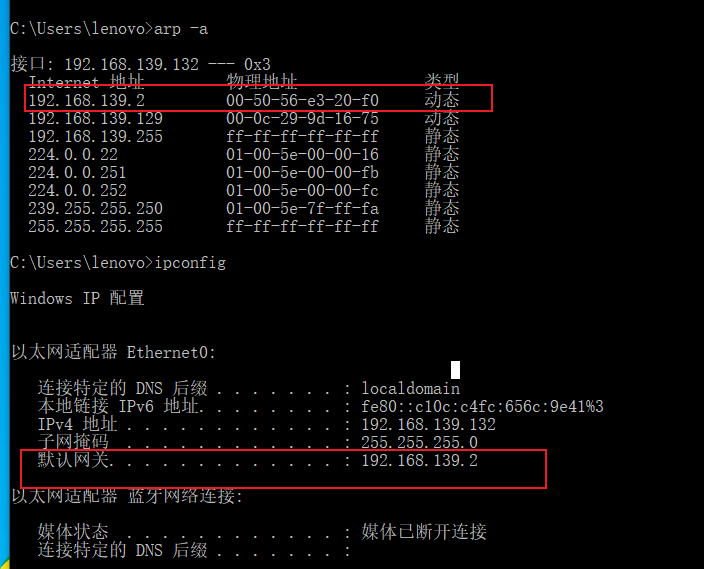 C:\Users\lenovo>arp -a
接口: 192.168.139.132 --- 0x3
Internet 地址 物理地址 类型
192.168.139.2 00-50-56-e3-20-f0 动态
192.168.139.129 00-0c-29-9d-16-75 动态
192.168.139.255 ff-ff-ff-ff-ff-ff 静态
224.0.0.22 01-00-5e-00-00-16 静态
224.0.0.251 01-00-5e-00-00-fb 静态
224.0.0.252 01-00-5e-00-00-fc 静态
239.255.255.250 01-00-5e-7f-ff-fa 静态
255.255.255.255 ff-ff-ff-ff-ff-ff 静态
C:\Users\lenovo>ipconfig
Windows IP 配置
以太网适配器 Ethernet0:
连接特定的 DNS 后缀 . . . . . . . : localdomain
本地链接 IPv6 地址. . . . . . . . : fe80::c10c:c4fc:656c:9e41%3
IPv4 地址 . . . . . . . . . . . . : 192.168.139.132
子网掩码 . . . . . . . . . . . . : 255.255.255.0
默认网关. . . . . . . . . . . . . : 192.168.139.2
以太网适配器 蓝牙网络连接:
媒体状态 . . . . . . . . . . . . : 媒体已断开连接
连接特定的 DNS 后缀 . . . . . . . :